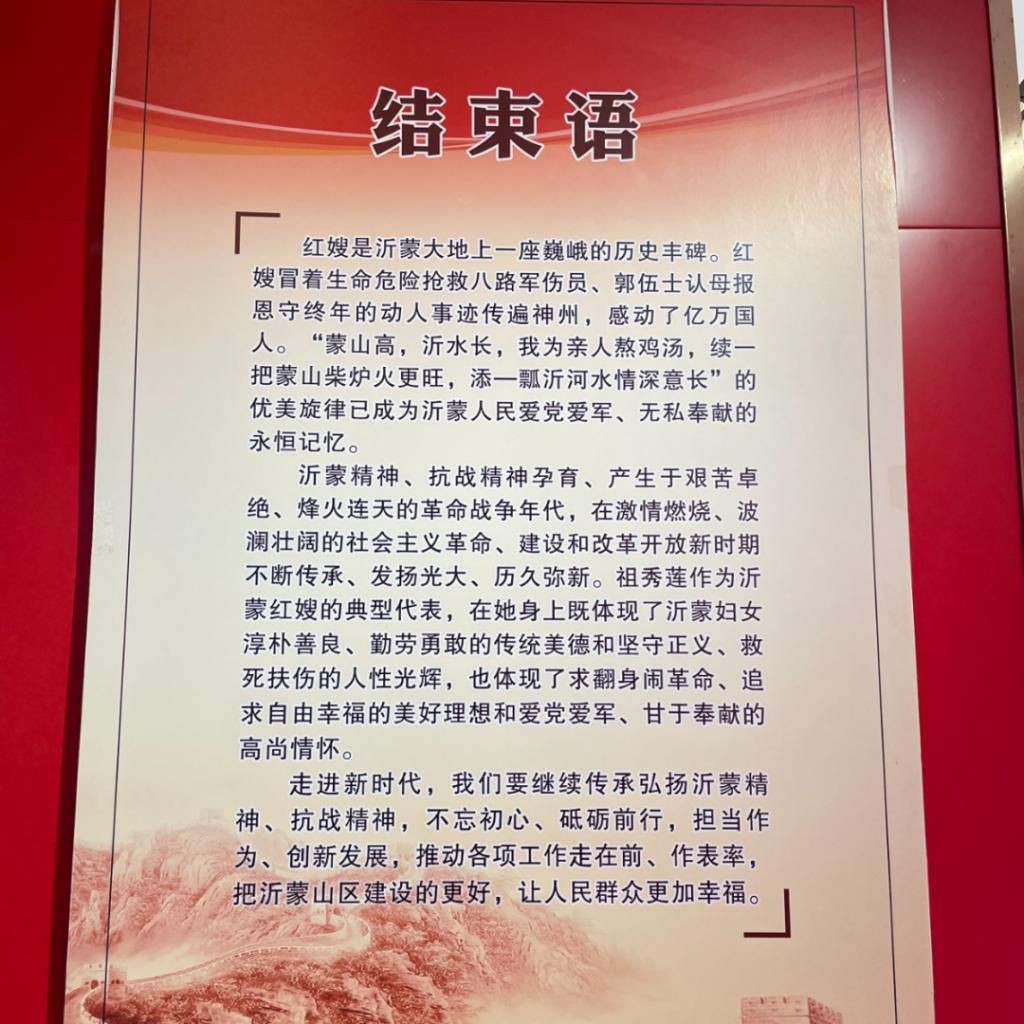 结束语
红嫂是沂蒙大地上一座巍峨的历史丰碑。红
嫂冒着生命危险抢救八路军伤员、郭伍士认母报
恩守终年的动人事迹传遍神州，感动了亿万国
人。“蒙山高，沂水长，我为亲人熬鸡汤，续一
把蒙山柴炉火更旺，添一瓢沂河水情深意长”的
优美旋律已成为沂蒙人民爱党爱军、无私奉献的
永恒记忆。
沂蒙精神、抗战精神孕育、产生于艰苦卓
绝、烽火连天的革命战争年代，在激情燃烧、波
澜壮阔的社会主义革命、建设和改革开放新时期
不断传承、发扬光大、历久弥新。祖秀莲作为沂
蒙红嫂的典型代表，在她身上既体现了沂蒙妇女
淳朴善良、勤劳勇敢的传统美德和坚守正义、救
死扶伤的人性光辉，也体现了求翻身闹革命、追
求自由幸福的美好理想和爱党爱军、甘于奉献的
高尚情怀。
走进新时代，我们要继续传承弘扬沂蒙精
神、抗战精神，不忘初心、砥砺前行，担当作
为、创新发展，推动各项工作走在前、作表率，
把沂蒙山区建设的更好，让人民群众更加幸福。